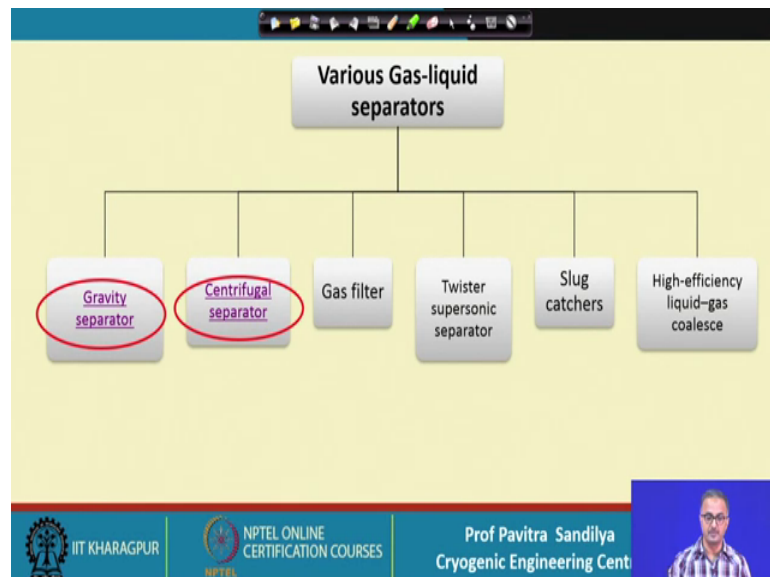 Various Gas-liquid
separators
Gravity
separator
Centrifugal
separator
Gas filter
Twister
supersonic
separator
Slug
catchers
High-efficiency
liquid–gas
coalesce
IIT KHARAGPUR
NPTEL
NPTEL ONLINE
CERTIFICATION COURSES
Prof Pavitra Sandilya
Cryogenic Engineering Cent